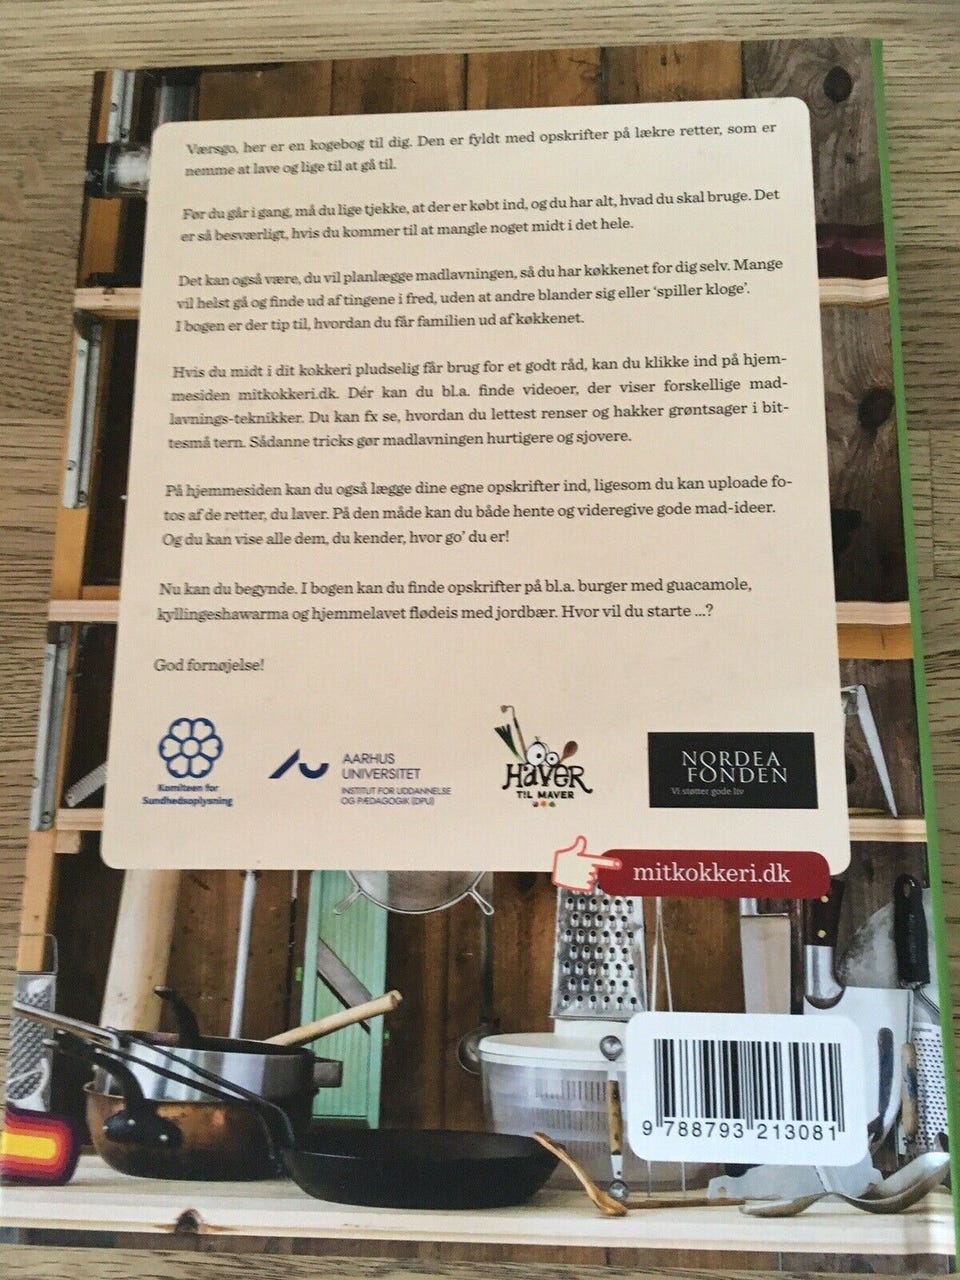 Værsgo, her er en kogebog til dig. Den er fyldt med opskrifter på lækre retter, som er
nemme at lave og lige til at gå til.
Før du går i gang, må du lige tjekke, at der er købt ind, og du har alt, hvad du skal bruge. Det
er så besværligt, hvis du kommer til at mangle noget midt i det hele.
Det kan også være, du vil planlægge madlavningen, så du har køkkenet for dig selv. Mange
vil helst gå og finde ud af tingene i fred, uden at andre blander sig eller ‘spiller kloge’.
I bogen er der tip til, hvordan du får familien ud af køkkenet.
Hvis du midt i dit kokkeri pludselig får brug for et godt råd, kan du klikke ind på hjem-
mesiden mitkokkeri.dk. Dér kan du bl.a. finde videoer, der viser forskellige mad-
lavnings-teknikker. Du kan fx se, hvordan du lettest renser og hakker grøntsager i bit-
tesmå tern. Sådanne tricks gør madlavningen hurtigere og sjovere.
På hjemmesiden kan du også lægge dine egne opskrifter ind, ligesom du kan uploade fo-
tos af de retter, du laver. På den måde kan du både hente og videregive gode mad-ideer.
Og du kan vise alle dem, du kender, hvor go’ du er!
Nu kan du begynde. I bogen kan du finde opskrifter på bl.a. burger med guacamole,
kyllingeshawarma og hjemmelavet flødeis med jordbær. Hvor vil du starte ...?
God fornøjelse!
Komiteen for
Sundhedsoplysning
AARHUS
UNIVERSITET
INSTITUT FOR UDDANNELSE
OG PÆDAGOGIK (DPU)
HAVER
TIL MAVER
NORDEA
FONDEN
Vi støtter gode liv
mitkokkeri.dk
9 788793 213081